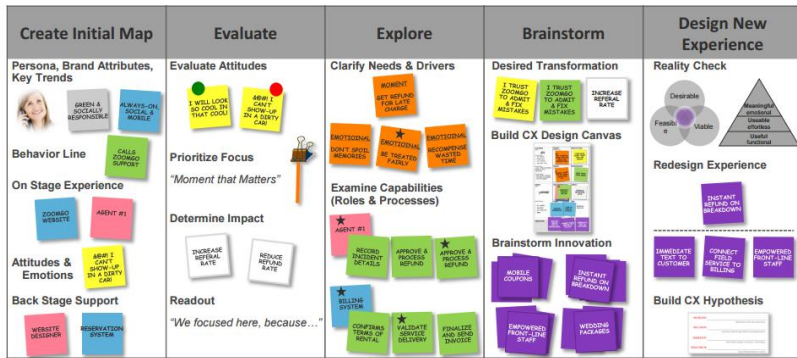 Create Initial Map
Persona, Brand Attributes,
Key Trends
GREEN &
SOCIALLY
RESPONSIBLE
ALWAYS-ON,
SOCIAL &
MOBILE
Behavior Line
CALLS
ZOOMGO
SUPPORT
On Stage Experience
ZOOMGO
WEBSITE
AGENT #1
Attitudes &
Emotions
&@#! I
CAN'T
SHOW-UP
IN A DIRTY
CAR!
Back Stage Support
WEBSITE
DESIGNER
RESERVATION
SYSTEM
Evaluate
Evaluate Attitudes
I WILL LOOK
SO COOL IN
THAT COOL!
&@#! I
CAN'T
SHOW-UP
IN A DIRTY
CAR!
Prioritize Focus
“Moment that Matters”
Determine Impact
INCREASE
REFERAL
RATE
REDUCE
REFUND
RATE
Readout
“We focused here, because…”
Explore
Clarify Needs & Drivers
MOMENT
GET REFUND
FOR LATE
CHARGE
EMOTIOINAL
DON'T SPOIL
MEMORIES
EMOTIOINAL
BE TREATED
FAIRLY
EMOTIOINAL
RECOMPENSE
WASTED
TIME
Examine Capabilities
(Roles & Processes)
AGENT #1
RECORD
INCIDENT
DETAILS
APPROVE &
PROCESS
REFUND
APPROVE &
PROCESS
REFUND
BILLING
SYSTEM
CONFIRMS
TERMS OF
RENTAL
VALIDATE
SERVICE
DELIVERY
FINALIZE
AND SEND
INVOICE
Brainstorm
Desired Transformation
I TRUST
ZOOMGO
TO ADMIT
& FIX
MISTAKES
I TRUST
ZOOMGO
TO ADMIT
& FIX
MISTAKES
INCREASE
REFERAL
RATE
Build CX Design Canvas
Brainstorm Innovation
MOBILE
COUPONS
INSTANT
REFUND ON
BREAKDOWN
EMPOWERED
FRONT-LINE
STAFF
WEDDING
PACKAGES
Design New
Experience
Reality Check
Desirable
Feasibl
e
Viable
Meaningful
emotional
Useable
effortless
Useful
functional
Redesign Experience
INSTANT
REFUND ON
BREAKDOWN
IMMEDIATE
TEXT TO
CUSTOMER
CONNECT
FIELD
SERVICE TO
BILLING
EMPOWERED
FRONT-LINE
STAFF
Build CX Hypothesis